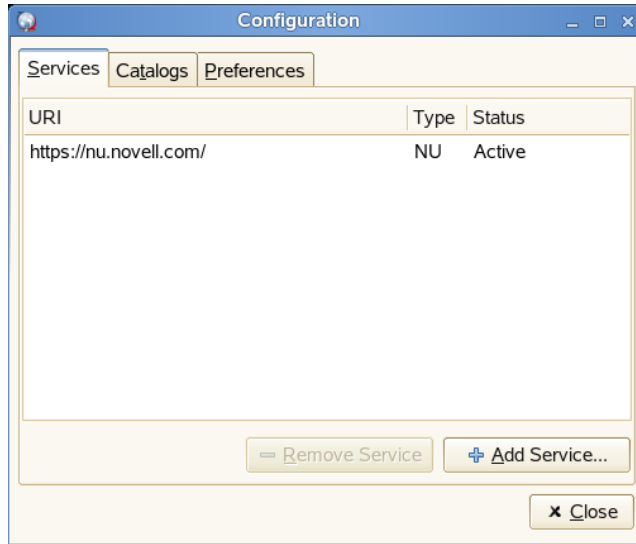 Configuration
Services Catalogs Preferences
URI Type Status
https://nu.novell.com/ NU Active
Remove Service Add Service...
Close